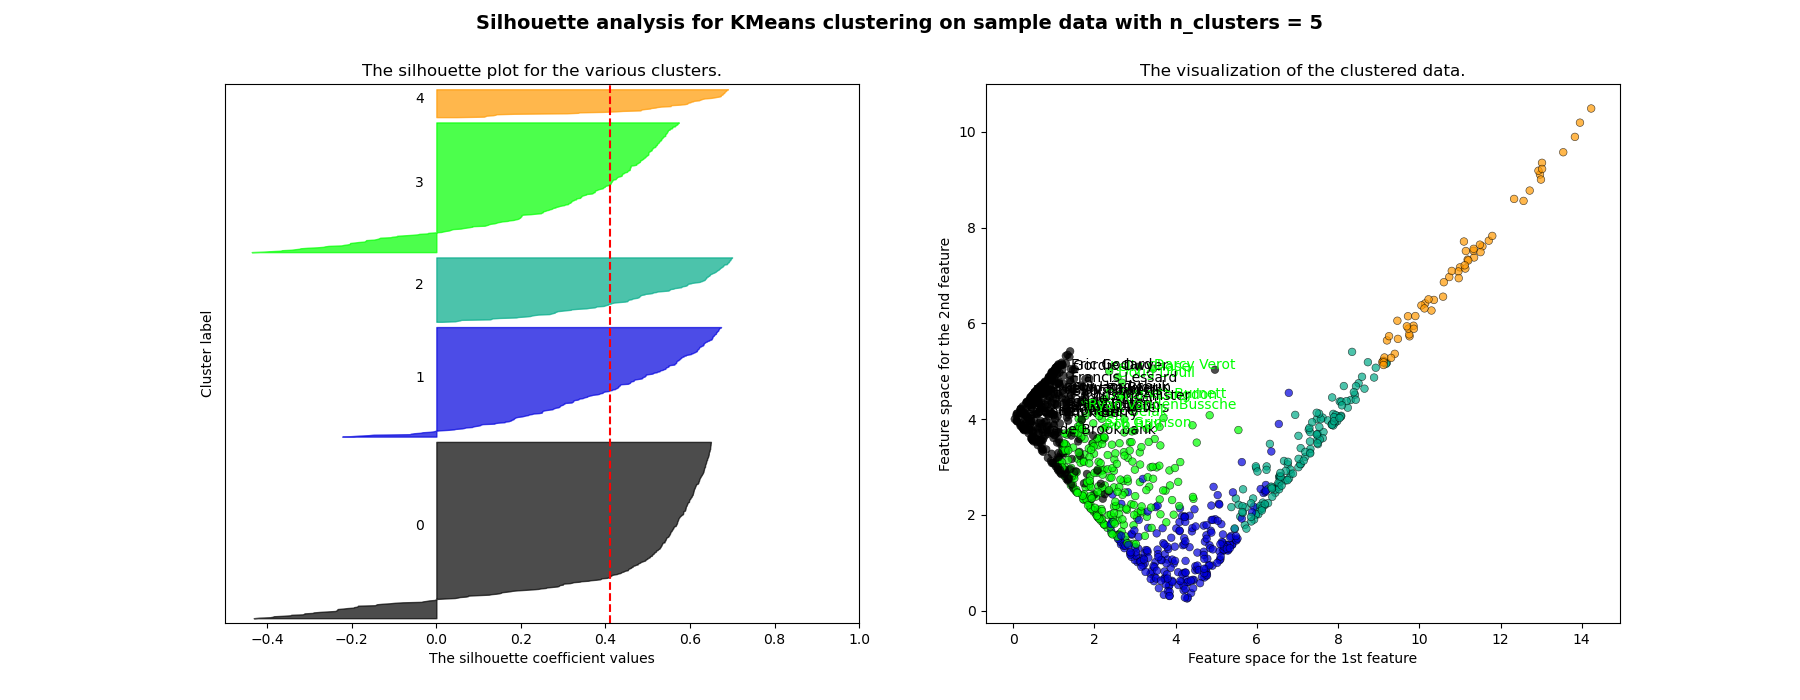 Silhouette analysis for KMeans clustering on sample data with n_clusters = 5
The silhouette plot for the various clusters.
Cluster label
4
3
2
1
0
−0.4 −0.2 0.0 0.2 0.4 0.6 0.8 1.0
The silhouette coefficient values
The visualization of the clustered data.
Feature space for the 2nd feature
10
8
6
4
2
0
Eric Godard
Darcy Verot
Francis Lessard
Brookbank
0 2 4 6 8 10 12 14
Feature space for the 1st feature